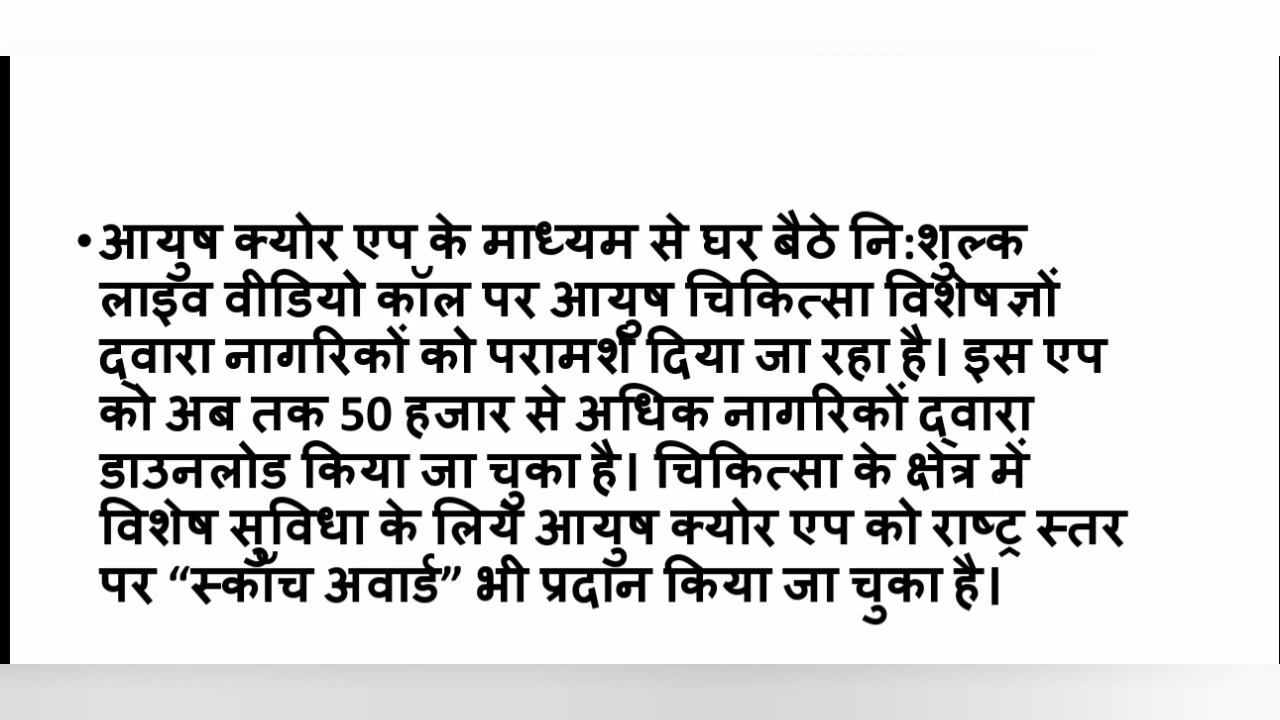 • आयुष क्योर एप के माध्यम से घर बैठे नि:शुल्क
लाइव वीडियो कॉल पर आयुष चिकित्सा विशेषज्ञों
द्वारा नागरिकों को परामर्श दिया जा रहा है। इस एप
को अब तक 50 हजार से अधिक नागरिकों द्वारा
डाउनलोड किया जा चुका है। चिकित्सा के क्षेत्र में
विशेष सुविधा के लिये आयुष क्योर एप को राष्ट्र स्तर
पर “स्कॉच अवार्ड” भी प्रदान किया जा चुका है।